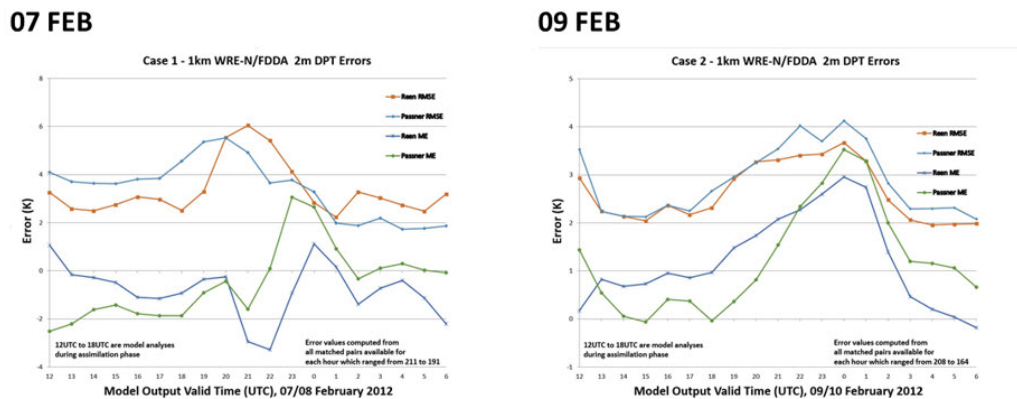 07 FEB
Case 1 - 1km WRE-N/FDDA 2m DPT Errors
8
6
4
2
0
-2
-4
Error (K)
Reen RMSE
Passner RMSE
Reen ME
Passner ME
12UTC to 18UTC are model analyses
during assimilation phase
Error values computed from
all matched pairs available for
each hour which ranged from 211 to 191
12 13 14 15 16 17 18 19 20 21 22 23 0 1 2 3 4 5 6
Model Output Valid Time (UTC), 07/08 February 2012
09 FEB
Case 2 - 1km WRE-N/FDDA 2m DPT Errors
5
4
3
2
1
0
-1
Error (K)
Reen RMSE
Passner RMSE
Reen ME
Passner ME
12UTC to 18UTC are model analyses
during assimilation phase
Error values computed from
all matched pairs available for
each hour which ranged from 208 to 164
12 13 14 15 16 17 18 19 20 21 22 23 0 1 2 3 4 5 6
Model Output Valid Time (UTC), 09/10 February 2012